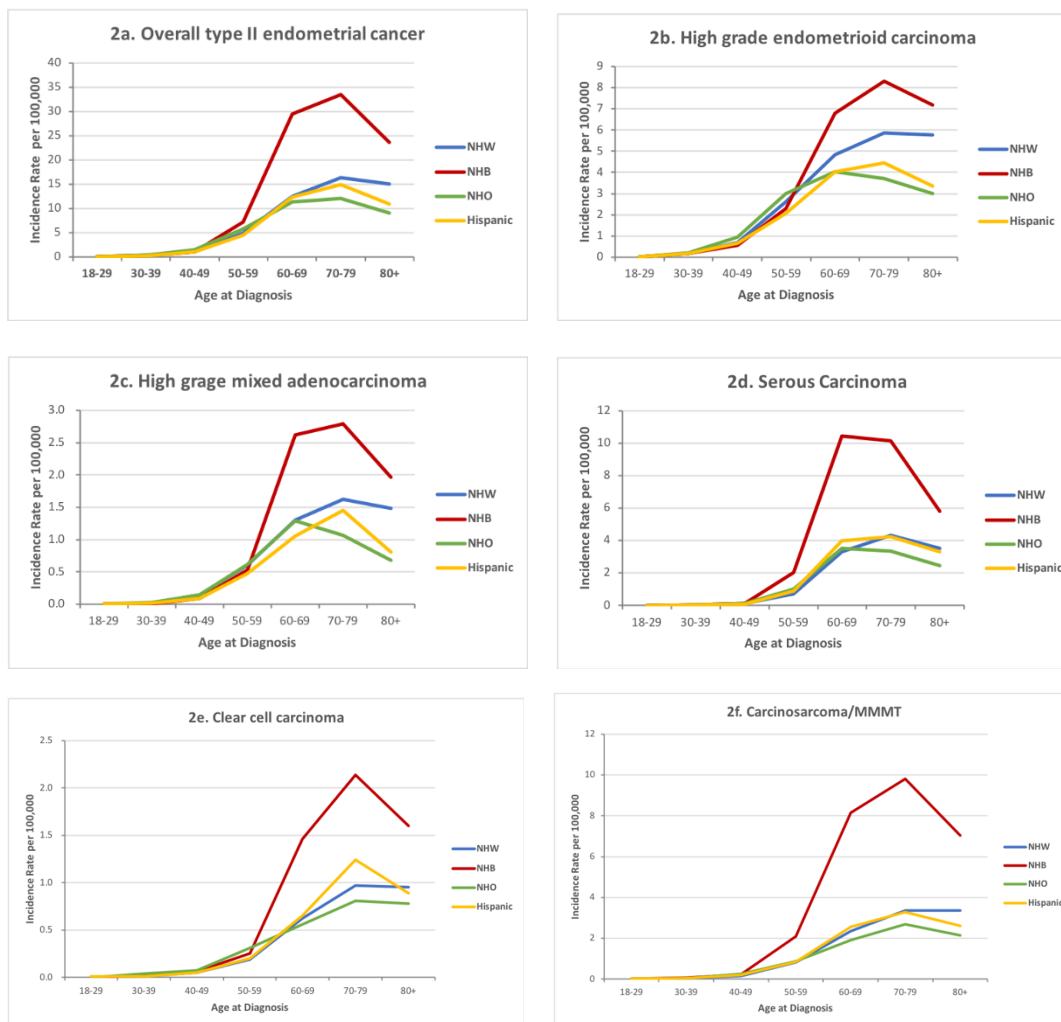 2a. Overall type II endometrial cancer
Incidence Rate per 100,000
40
35
30
25
20
15
10
5
0
18-29 30-39 40-49 50-59 60-69 70-79 80+
Age at Diagnosis
NHW
NHB
NHO
Hispanic
2b. High grade endometrioid carcinoma
Incidence Rate per 100,000
9
8
7
6
5
4
3
2
1
0
18-29 30-39 40-49 50-59 60-69 70-79 80+
Age at Diagnosis
NHW
NHB
NHO
Hispanic
2c. High grage mixed adenocarcinoma
Incidence Rate per 100,000
3.0
2.5
2.0
1.5
1.0
0.5
0.0
18-29 30-39 40-49 50-59 60-69 70-79 80+
Age at Diagnosis
NHW
NHB
NHO
Hispanic
2d. Serous Carcinoma
Incidence Rate per 100,000
12
10
8
6
4
2
0
18-29 30-39 40-49 50-59 60-69 70-79 80+
Age at Diagnosis
NHW
NHB
NHO
Hispanic
2e. Clear cell carcinoma
Incidence Rate per 100,000
2.5
2.0
1.5
1.0
0.5
0.0
18-29 30-39 40-49 50-59 60-69 70-79 80+
Age at Diagnosis
NHW
NHB
NHO
Hispanic
2f. Carcinosarcoma/MMMT
Incidence Rate per 100,000
12
10
8
6
4
2
0
18-29 30-39 40-49 50-59 60-69 70-79 80+
Age at Diagnosis
NHW
NHB
NHO
Hispanic